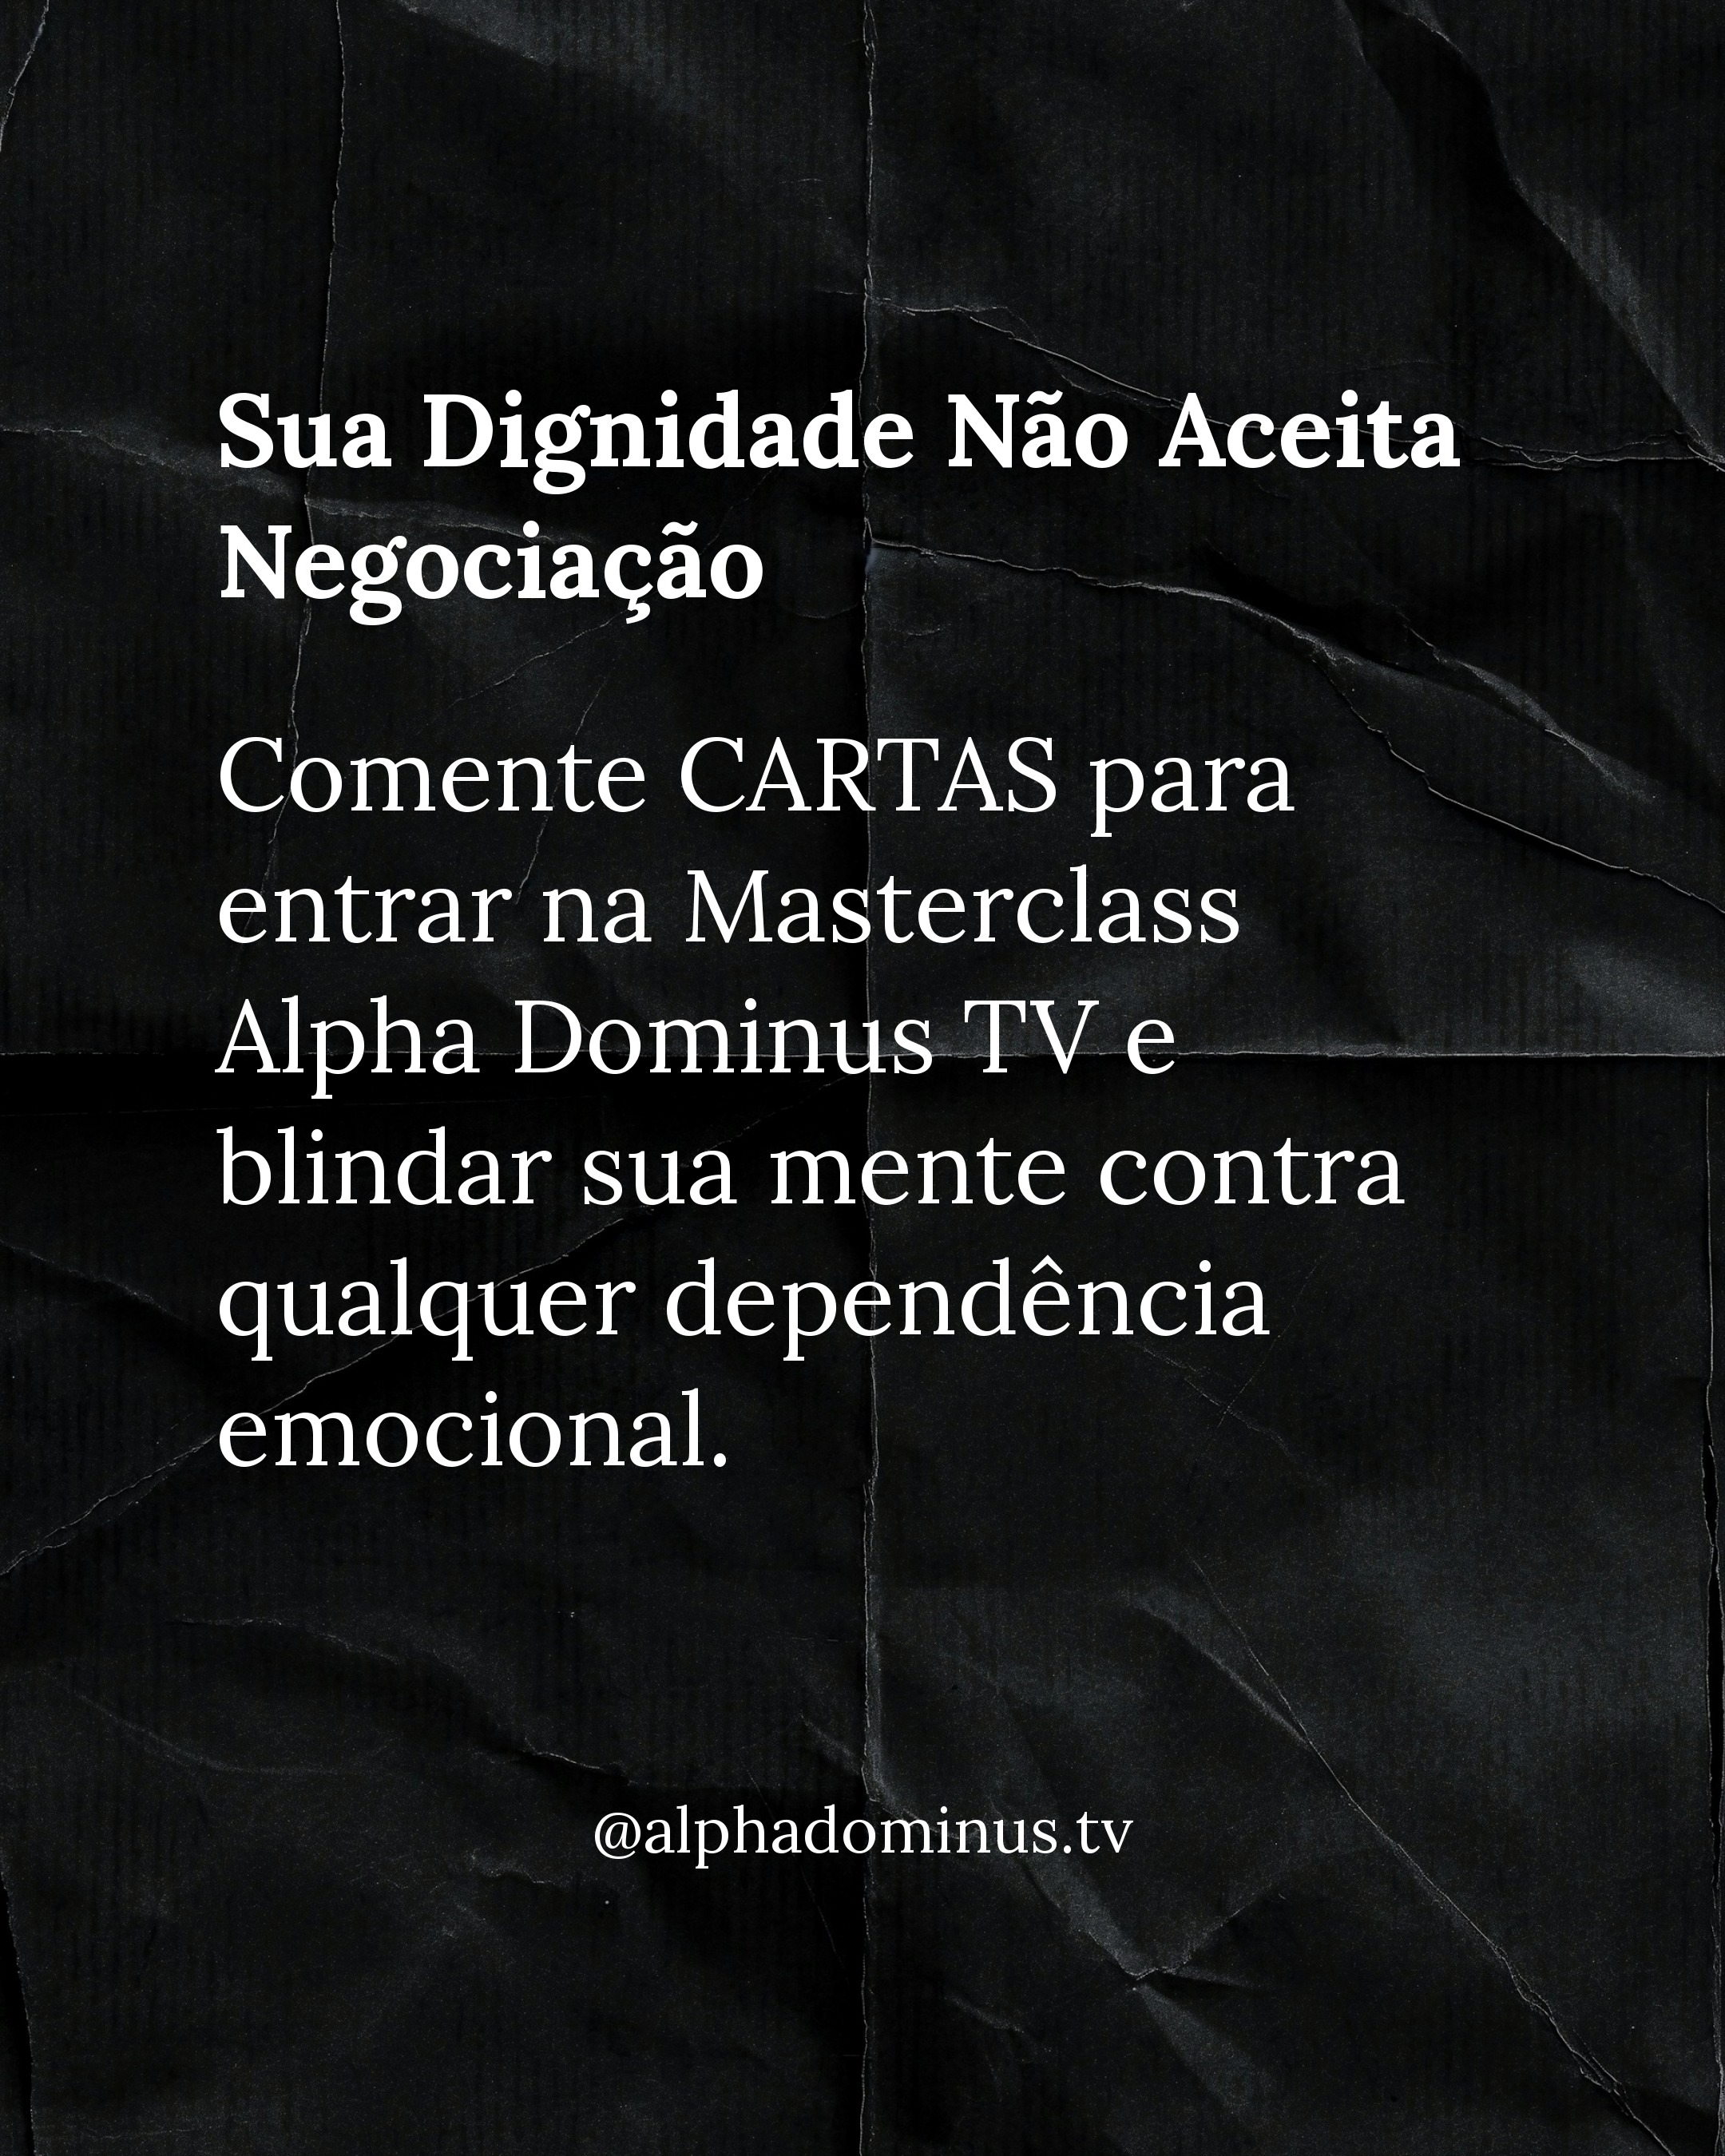 Sua Dignidade Não Aceita
Negociação
Comente CARTAS para
entrar na Masterclass
Alpha Dominus TV e
blindar sua mente contra
qualquer dependência
emocional.
@alphadominus.tv